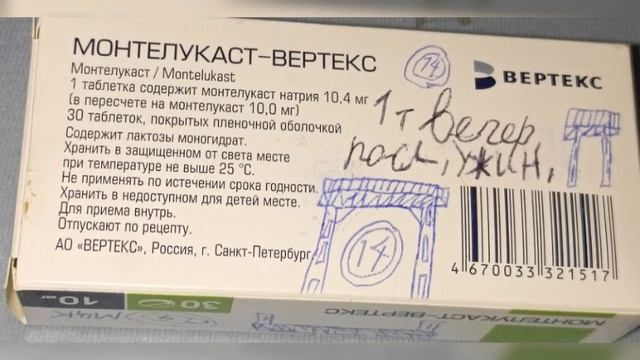 МОНТЕЛУКАСТ–ВЕРТЕКС
Монтелукаст / Montelukast
1 таблетка содержит монтелукаст натрия 10,4 мг
(в пересчете на монтелукаст 10,0 мг)
30 таблеток, покрытых пленочной оболочкой
Содержит лактозы моногидрат.
Хранить в защищенном от света месте
при температуре не выше 25 °С.
Не применять по истечении срока годности.
Хранить в недоступном для детей месте.
Для приема внутрь.
Отпускают по рецепту.
АО «ВЕРТЕКС», Россия, г. Санкт-Петербург
14
ВЕРТЕКС
1 т вечер
посл, ужин,
14
4 670033 321517
10 мг
30
МОНТЕЛУКАСТ-ВЕРТЕКС